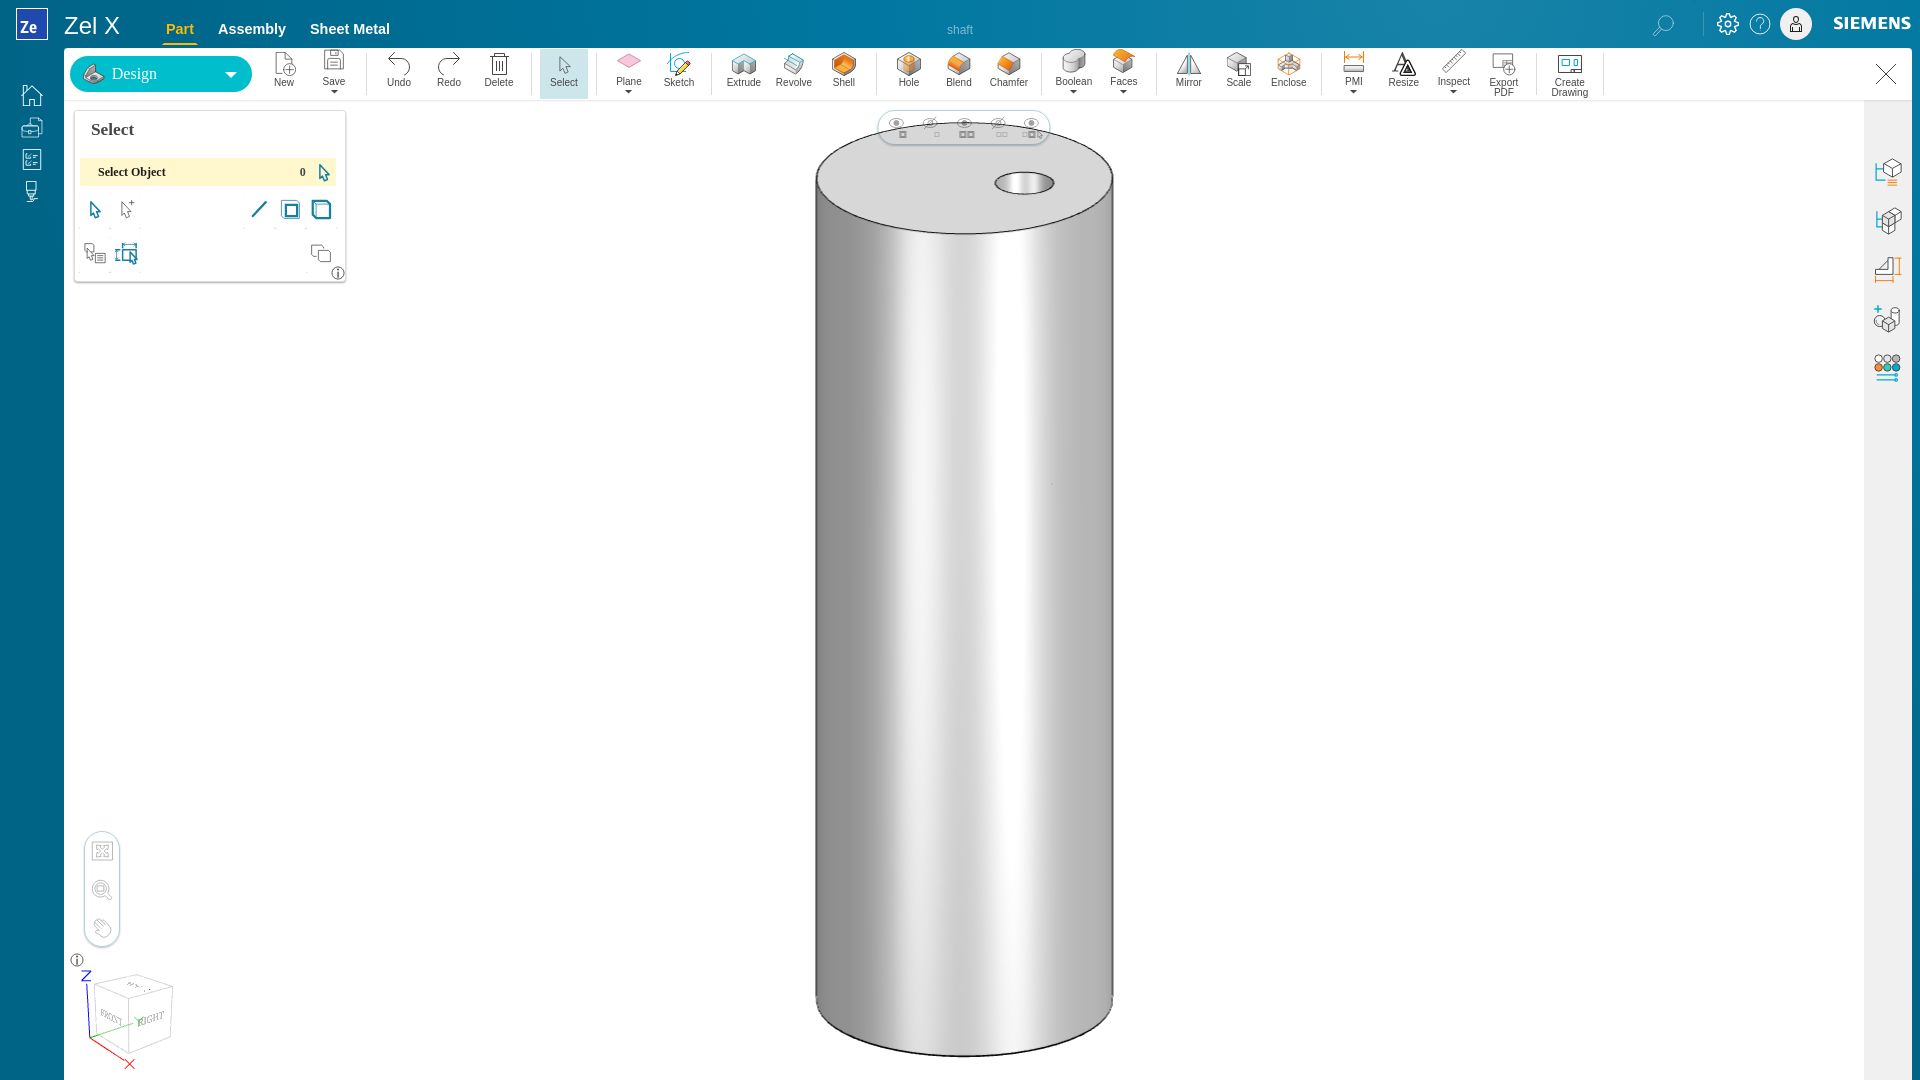 Ze Zel X Part Assembly Sheet Metal shaft SIEMENS
Design New Save Undo Redo Delete Select Plane Sketch Extrude Revolve Shell Hole Blend Chamfer Boolean Faces Mirror Scale Enclose PMI Resize Inspect Export PDF Create Drawing
Select
Select Object 0
Z
FRONT RIGHT
Y
X